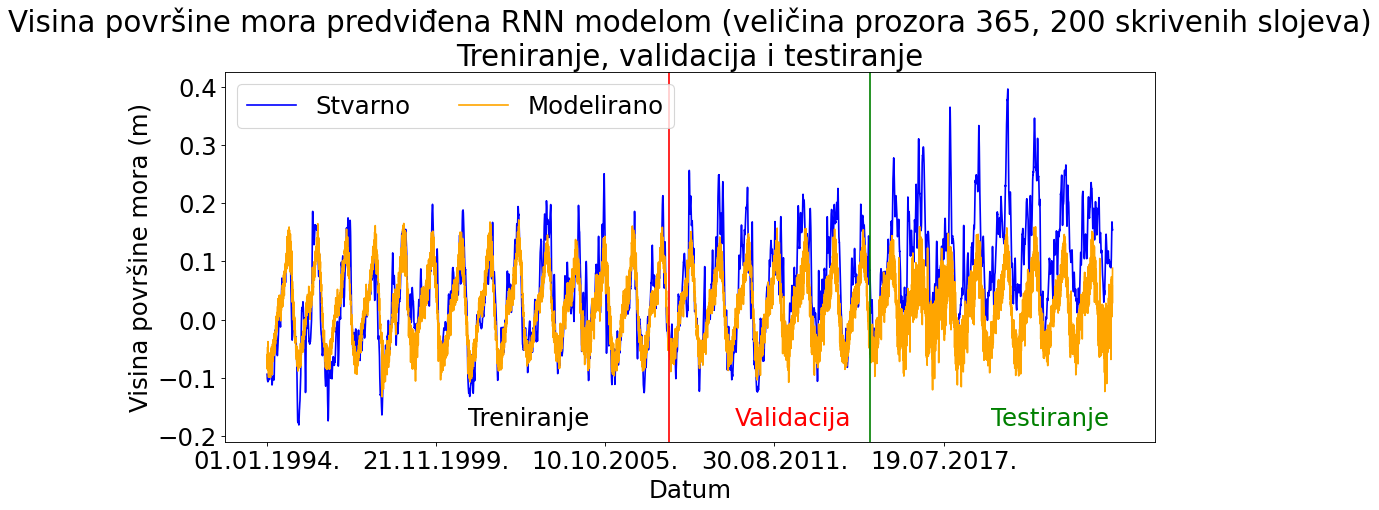 Visina površine mora predviđena RNN modelom (veličina prozora 365, 200 skrivenih slojeva)
Treniranje, validacija i testiranje
Stvarno
Modelirano
Visina površine mora (m)
0.4
0.3
0.2
0.1
0.0
−0.1
−0.2
Treniranje
Validacija
Testiranje
01.01.1994.
21.11.1999.
10.10.2005.
30.08.2011.
19.07.2017.
Datum